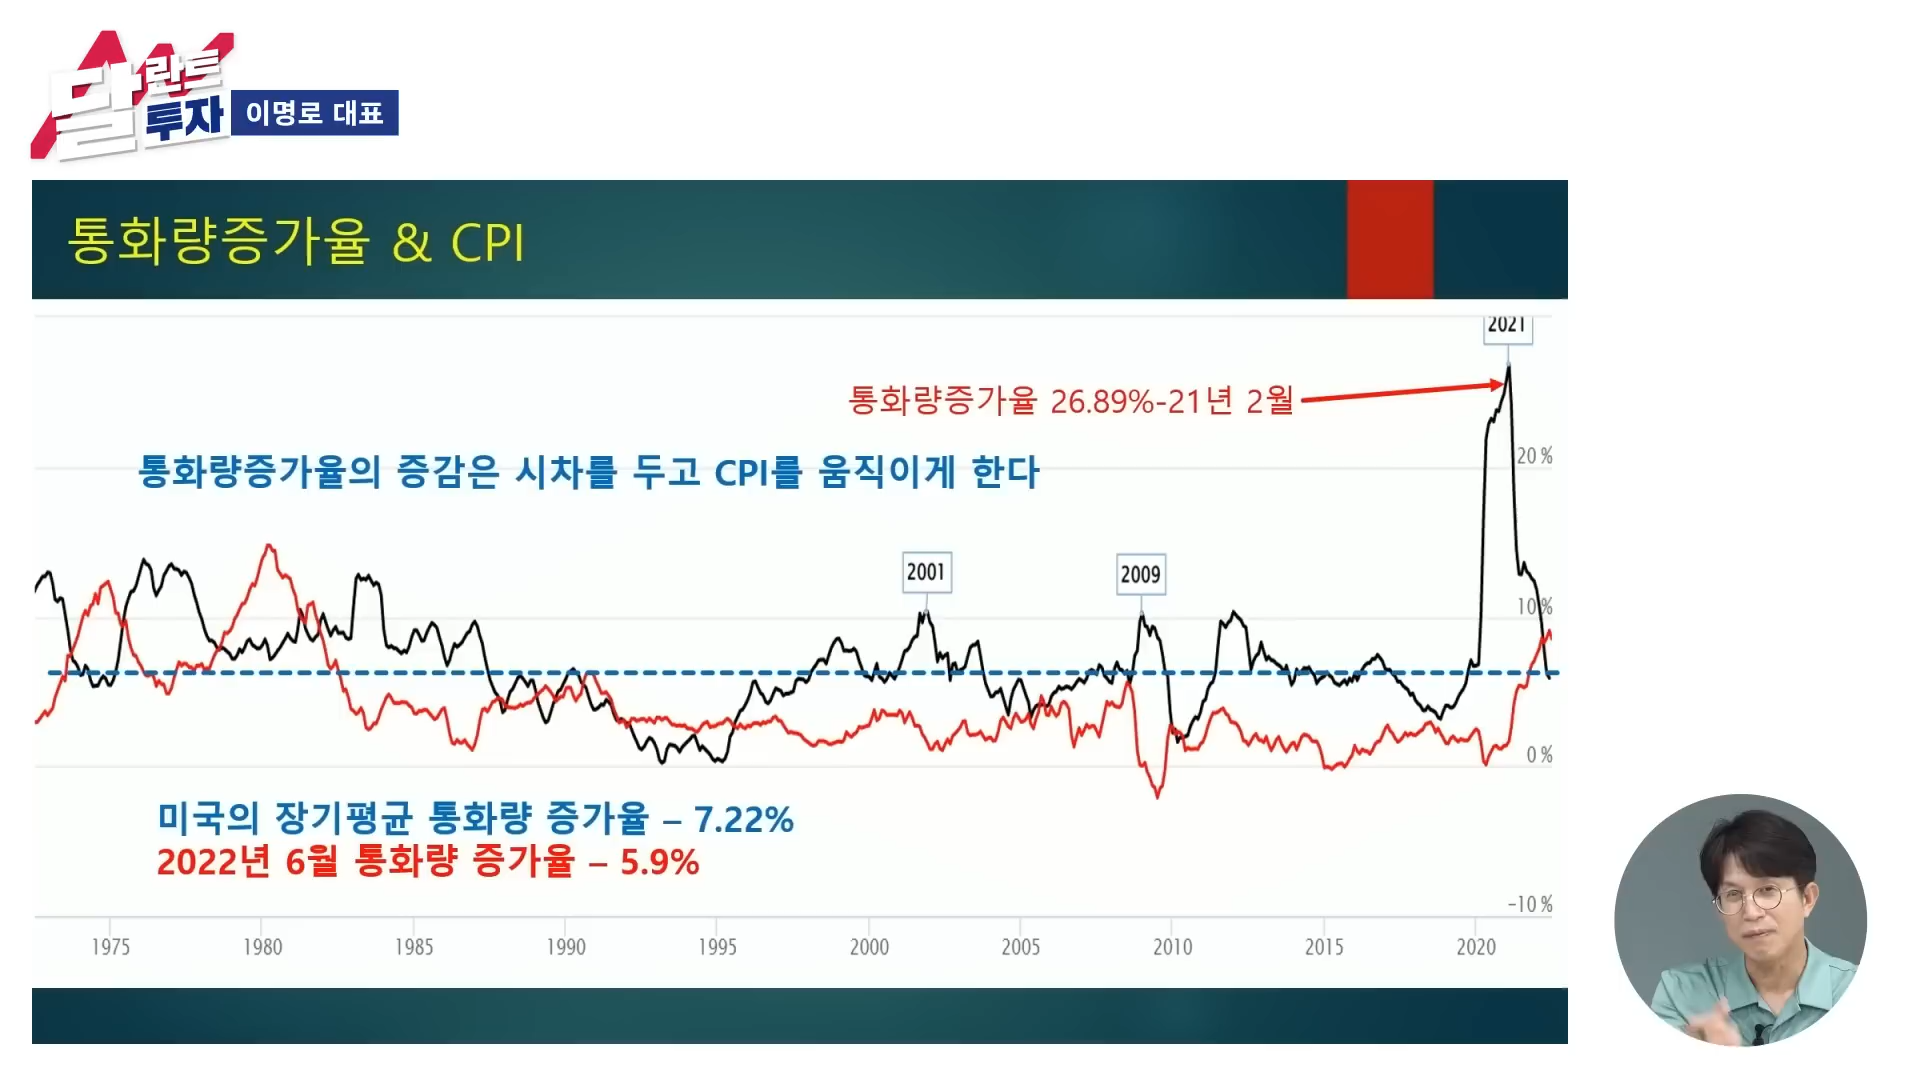 달란트
투자
이명로 대표
통화량증가율 & CPI
2021
통화량증가율 26.89%-21년 2월
20 %
통화량증가율의 증감은 시차를 두고 CPI를 움직이게 한다
2001
2009
10 %
0 %
미국의 장기평균 통화량 증가율 – 7.22%
2022년 6월 통화량 증가율 – 5.9%
-10 %
1975 1980 1985 1990 1995 2000 2005 2010 2015 2020